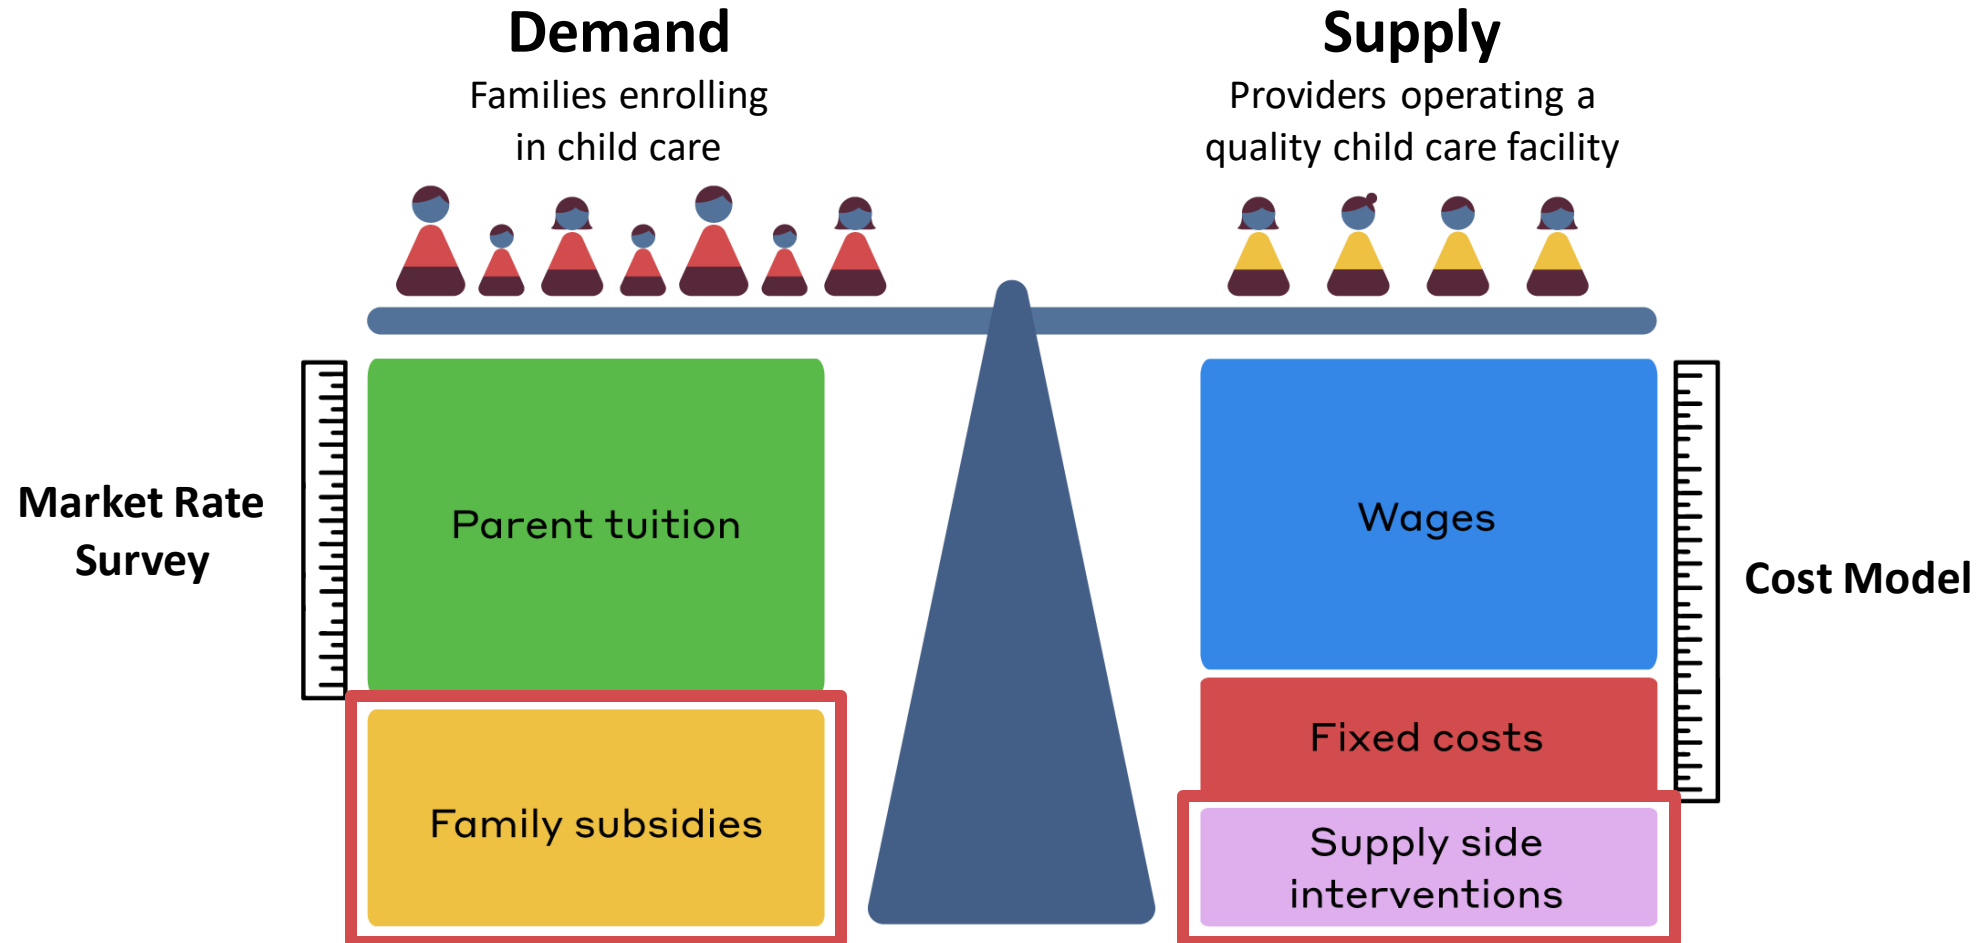 Demand
Families enrolling
in child care
Supply
Providers operating a
quality child care facility
Market Rate
Survey
Parent tuition
Family subsidies
Wages
Fixed costs
Supply side
interventions
Cost Model